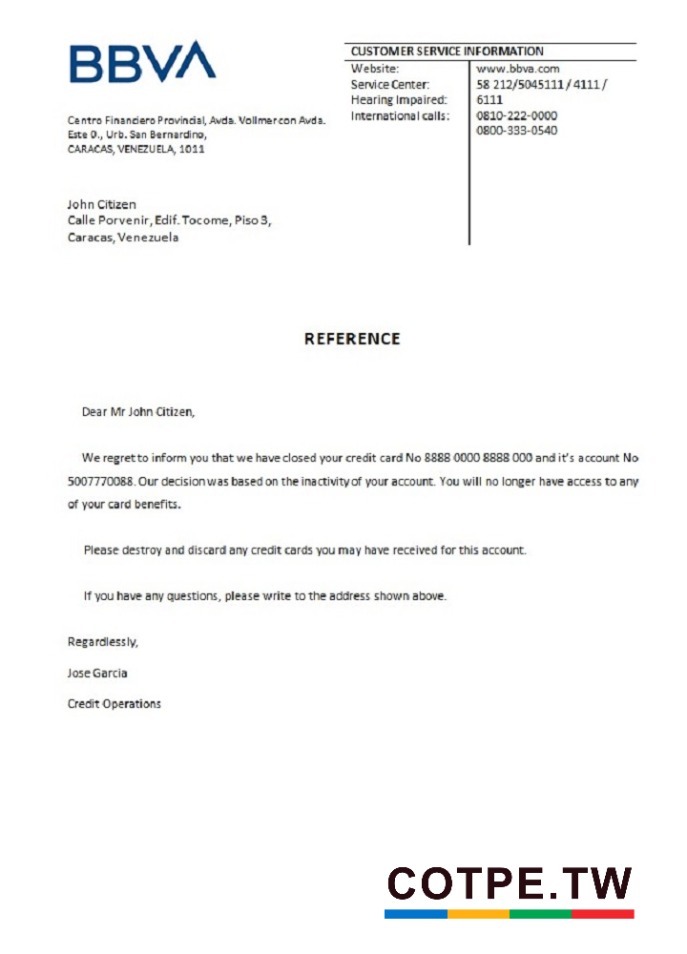 BBVA
CUSTOMER SERVICE INFORMATION
Website: www.bbva.com
Service Center: 58 212/5045111 / 4111 /
Hearing Impaired: 6111
International calls: 0810-222-0000
0800-333-0540
Centro Financiero Provincial, Avda. Vollmer con Avda.
Este 0., Urb. San Bernardino,
CARACAS, VENEZUELA, 1011
John Citizen
Calle Porvenir, Edif. Tocome, Piso 3,
Caracas, Venezuela
REFERENCE
Dear Mr John Citizen,
We regret to inform you that we have closed your credit card No 8888 0000 8888 000 and it's account No
5007770088. Our decision was based on the inactivity of your account. You will no longer have access to any
of your card benefits.
Please destroy and discard any credit cards you may have received for this account.
If you have any questions, please write to the address shown above.
Regardlessly,
Jose Garcia
Credit Operations
COTPE.TW